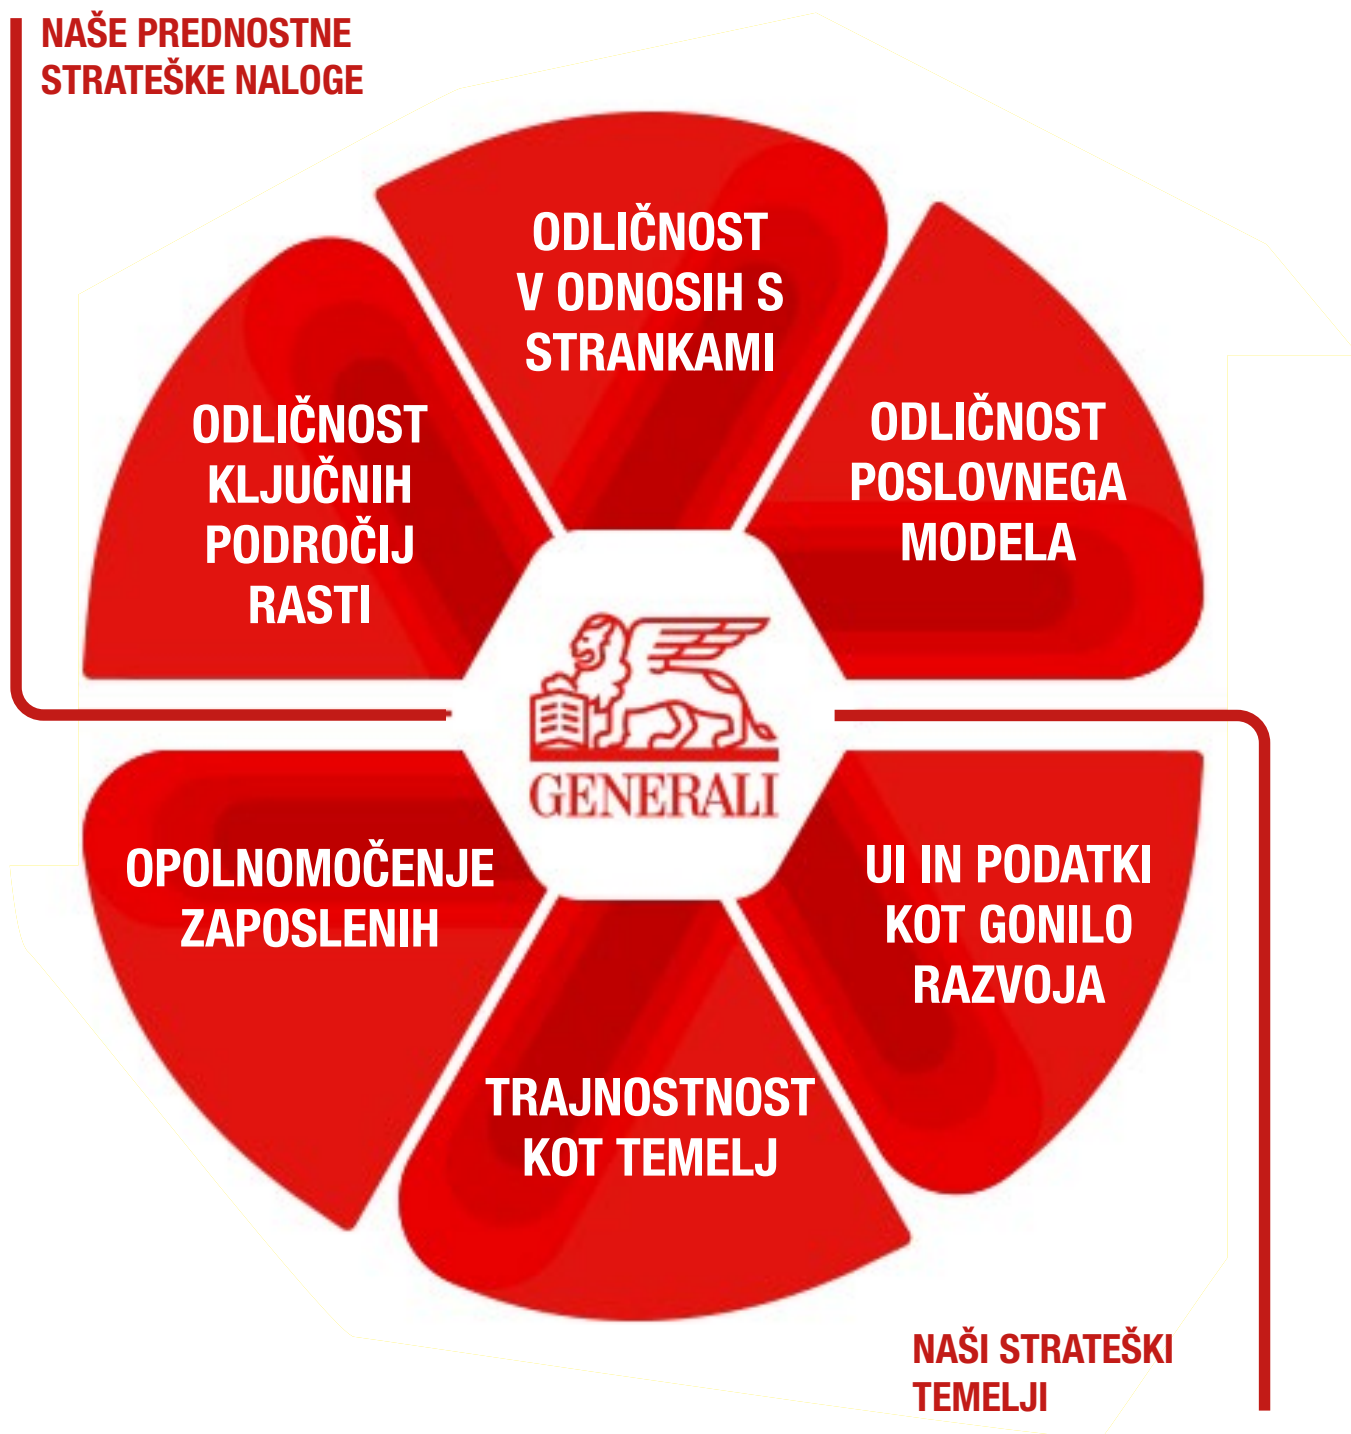 NAŠE PREDNOSTNE
STRATEŠKE NALOGE
ODLIČNOST
V ODNOSIH S
STRANKAMI
ODLIČNOST
KLJUČNIH
PODROČIJ
RASTI
ODLIČNOST
POSLOVNEGA
MODELA
GENERALI
OPOLNOMOČENJE
ZAPOSLENIH
UI IN PODATKI
KOT GONILO
RAZVOJA
TRAJNOSTNOST
KOT TEMELJ
NAŠI STRATEŠKI
TEMELJI